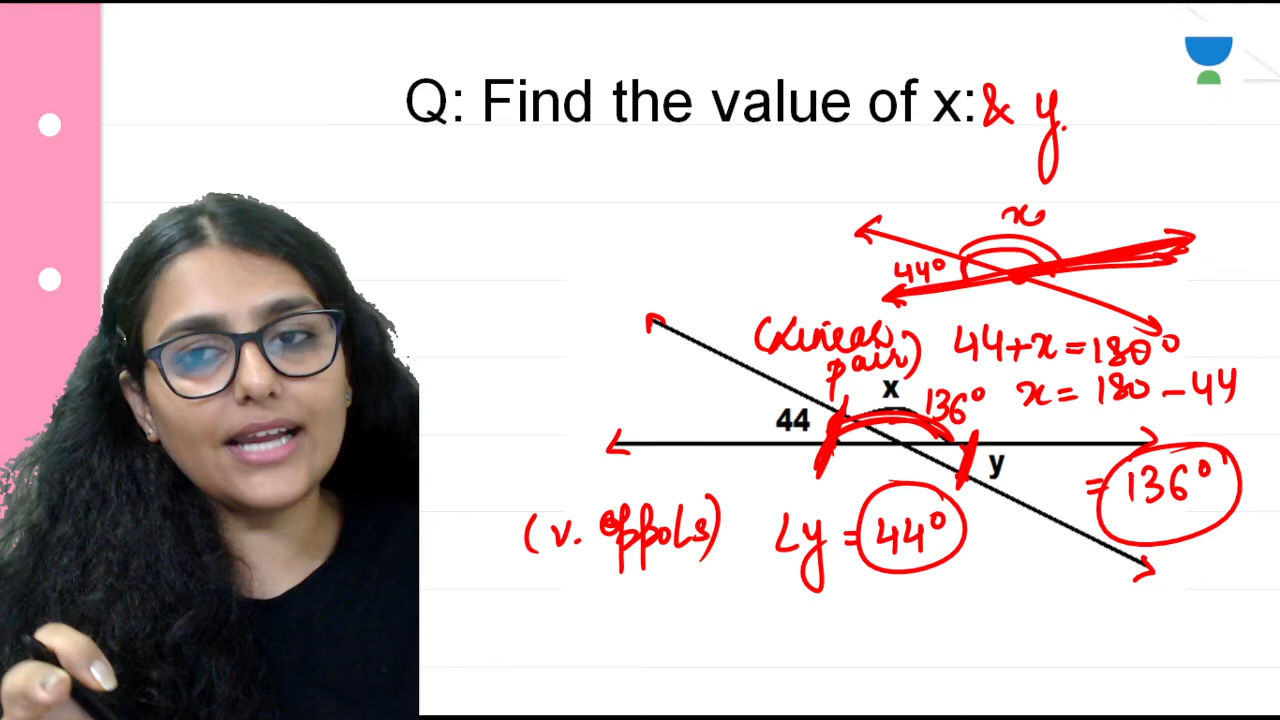 Q: Find the value of x: & y.
x
44°
(Linear
pair)
44+x=180°
x= 180-44
x
136°
44
y
= 136°
(v. opp∠s) ∠y = 44°